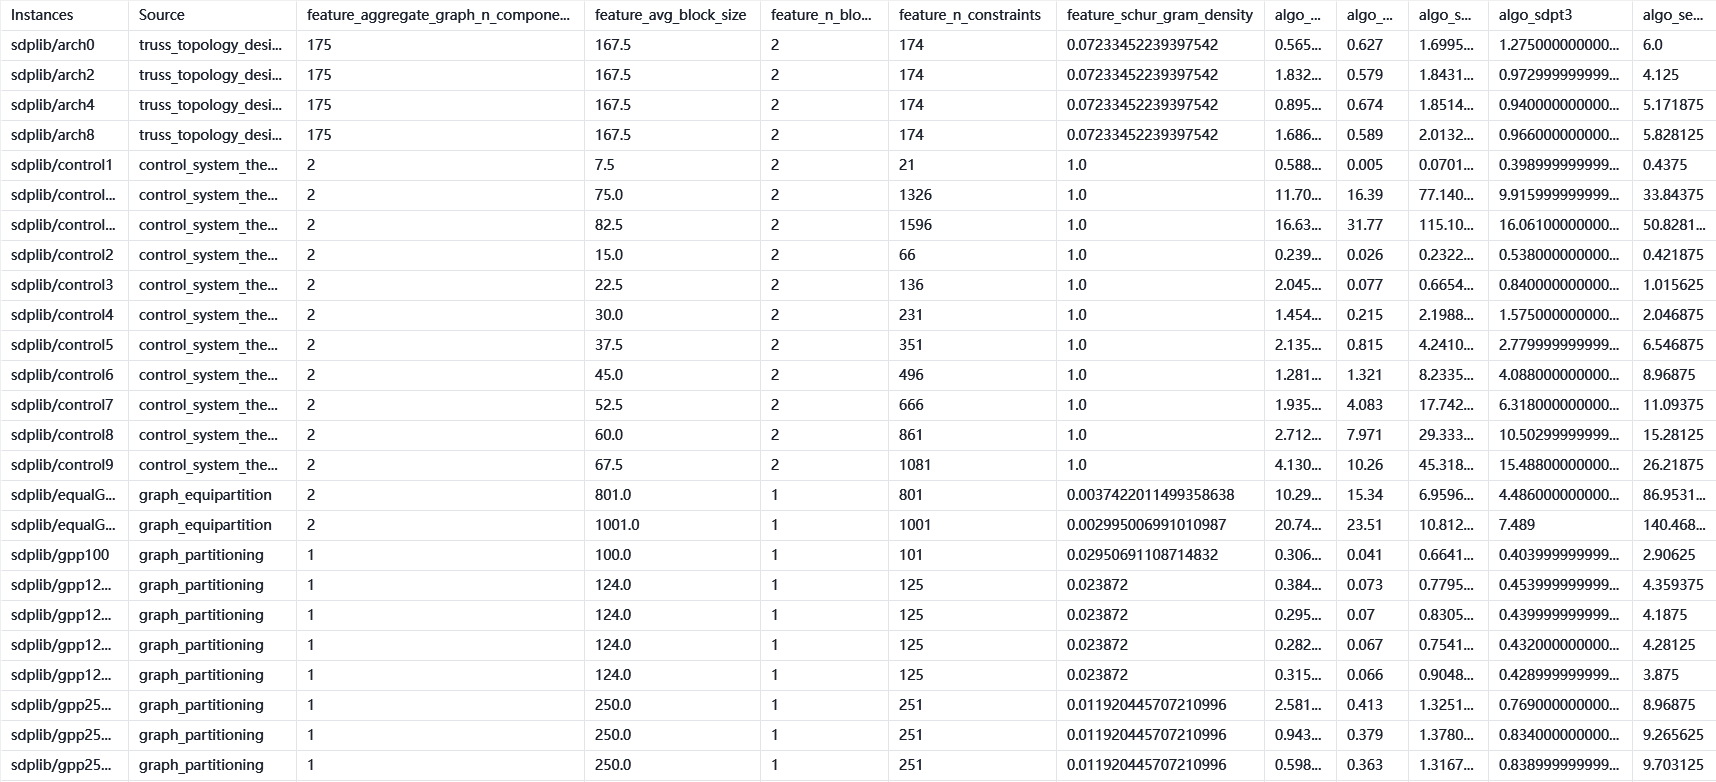 Instances Source feature_aggregate_graph_n_compone... feature_avg_block_size feature_n_blo... feature_n_constraints feature_schur_gram_density algo_... algo_... algo_s... algo_sdpt3 algo_se...
sdplib/arch0 truss_topology_desi... 175 167.5 2 174 0.07233452239397542 0.565... 0.627 1.6995... 1.275000000000... 6.0
sdplib/arch2 truss_topology_desi... 175 167.5 2 174 0.07233452239397542 1.832... 0.579 1.8431... 0.972999999999... 4.125
sdplib/arch4 truss_topology_desi... 175 167.5 2 174 0.07233452239397542 0.895... 0.674 1.8514... 0.940000000000... 5.171875
sdplib/arch8 truss_topology_desi... 175 167.5 2 174 0.07233452239397542 1.686... 0.589 2.0132... 0.966000000000... 5.828125
sdplib/control1 control_system_the... 2 7.5 2 21 1.0 0.588... 0.005 0.0701... 0.398999999999... 0.4375
sdplib/control... control_system_the... 2 75.0 2 1326 1.0 11.70... 16.39 77.140... 9.915999999999... 33.84375
sdplib/control... control_system_the... 2 82.5 2 1596 1.0 16.63... 31.77 115.10... 16.06100000000... 50.8281...
sdplib/control2 control_system_the... 2 15.0 2 66 1.0 0.239... 0.026 0.2322... 0.538000000000... 0.421875
sdplib/control3 control_system_the... 2 22.5 2 136 1.0 2.045... 0.077 0.6654... 0.840000000000... 1.015625
sdplib/control4 control_system_the... 2 30.0 2 231 1.0 1.454... 0.215 2.1988... 1.575000000000... 2.046875
sdplib/control5 control_system_the... 2 37.5 2 351 1.0 2.135... 0.815 4.2410... 2.779999999999... 6.546875
sdplib/control6 control_system_the... 2 45.0 2 496 1.0 1.281... 1.321 8.2335... 4.088000000000... 8.96875
sdplib/control7 control_system_the... 2 52.5 2 666 1.0 1.935... 4.083 17.742... 6.318000000000... 11.09375
sdplib/control8 control_system_the... 2 60.0 2 861 1.0 2.712... 7.971 29.333... 10.50299999999... 15.28125
sdplib/control9 control_system_the... 2 67.5 2 1081 1.0 4.130... 10.26 45.318... 15.48800000000... 26.21875
sdplib/equalG... graph_equipartition 2 801.0 1 801 0.0037422011499358638 10.29... 15.34 6.9596... 4.486000000000... 86.9531...
sdplib/equalG... graph_equipartition 2 1001.0 1 1001 0.002995006991010987 20.74... 23.51 10.812... 7.489 140.468...
sdplib/gpp100 graph_partitioning 1 100.0 1 101 0.02950691108714832 0.306... 0.041 0.6641... 0.403999999999... 2.90625
sdplib/gpp12... graph_partitioning 1 124.0 1 125 0.023872 0.384... 0.073 0.7795... 0.453999999999... 4.359375
sdplib/gpp12... graph_partitioning 1 124.0 1 125 0.023872 0.295... 0.07 0.8305... 0.439999999999... 4.1875
sdplib/gpp12... graph_partitioning 1 124.0 1 125 0.023872 0.282... 0.067 0.7541... 0.432000000000... 4.28125
sdplib/gpp12... graph_partitioning 1 124.0 1 125 0.023872 0.315... 0.066 0.9048... 0.428999999999... 3.875
sdplib/gpp25... graph_partitioning 1 250.0 1 251 0.011920445707210996 2.581... 0.413 1.3251... 0.769000000000... 8.96875
sdplib/gpp25... graph_partitioning 1 250.0 1 251 0.011920445707210996 0.943... 0.379 1.3780... 0.834000000000... 9.265625
sdplib/gpp25... graph_partitioning 1 250.0 1 251 0.011920445707210996 0.598... 0.363 1.3167... 0.838999999999... 9.703125